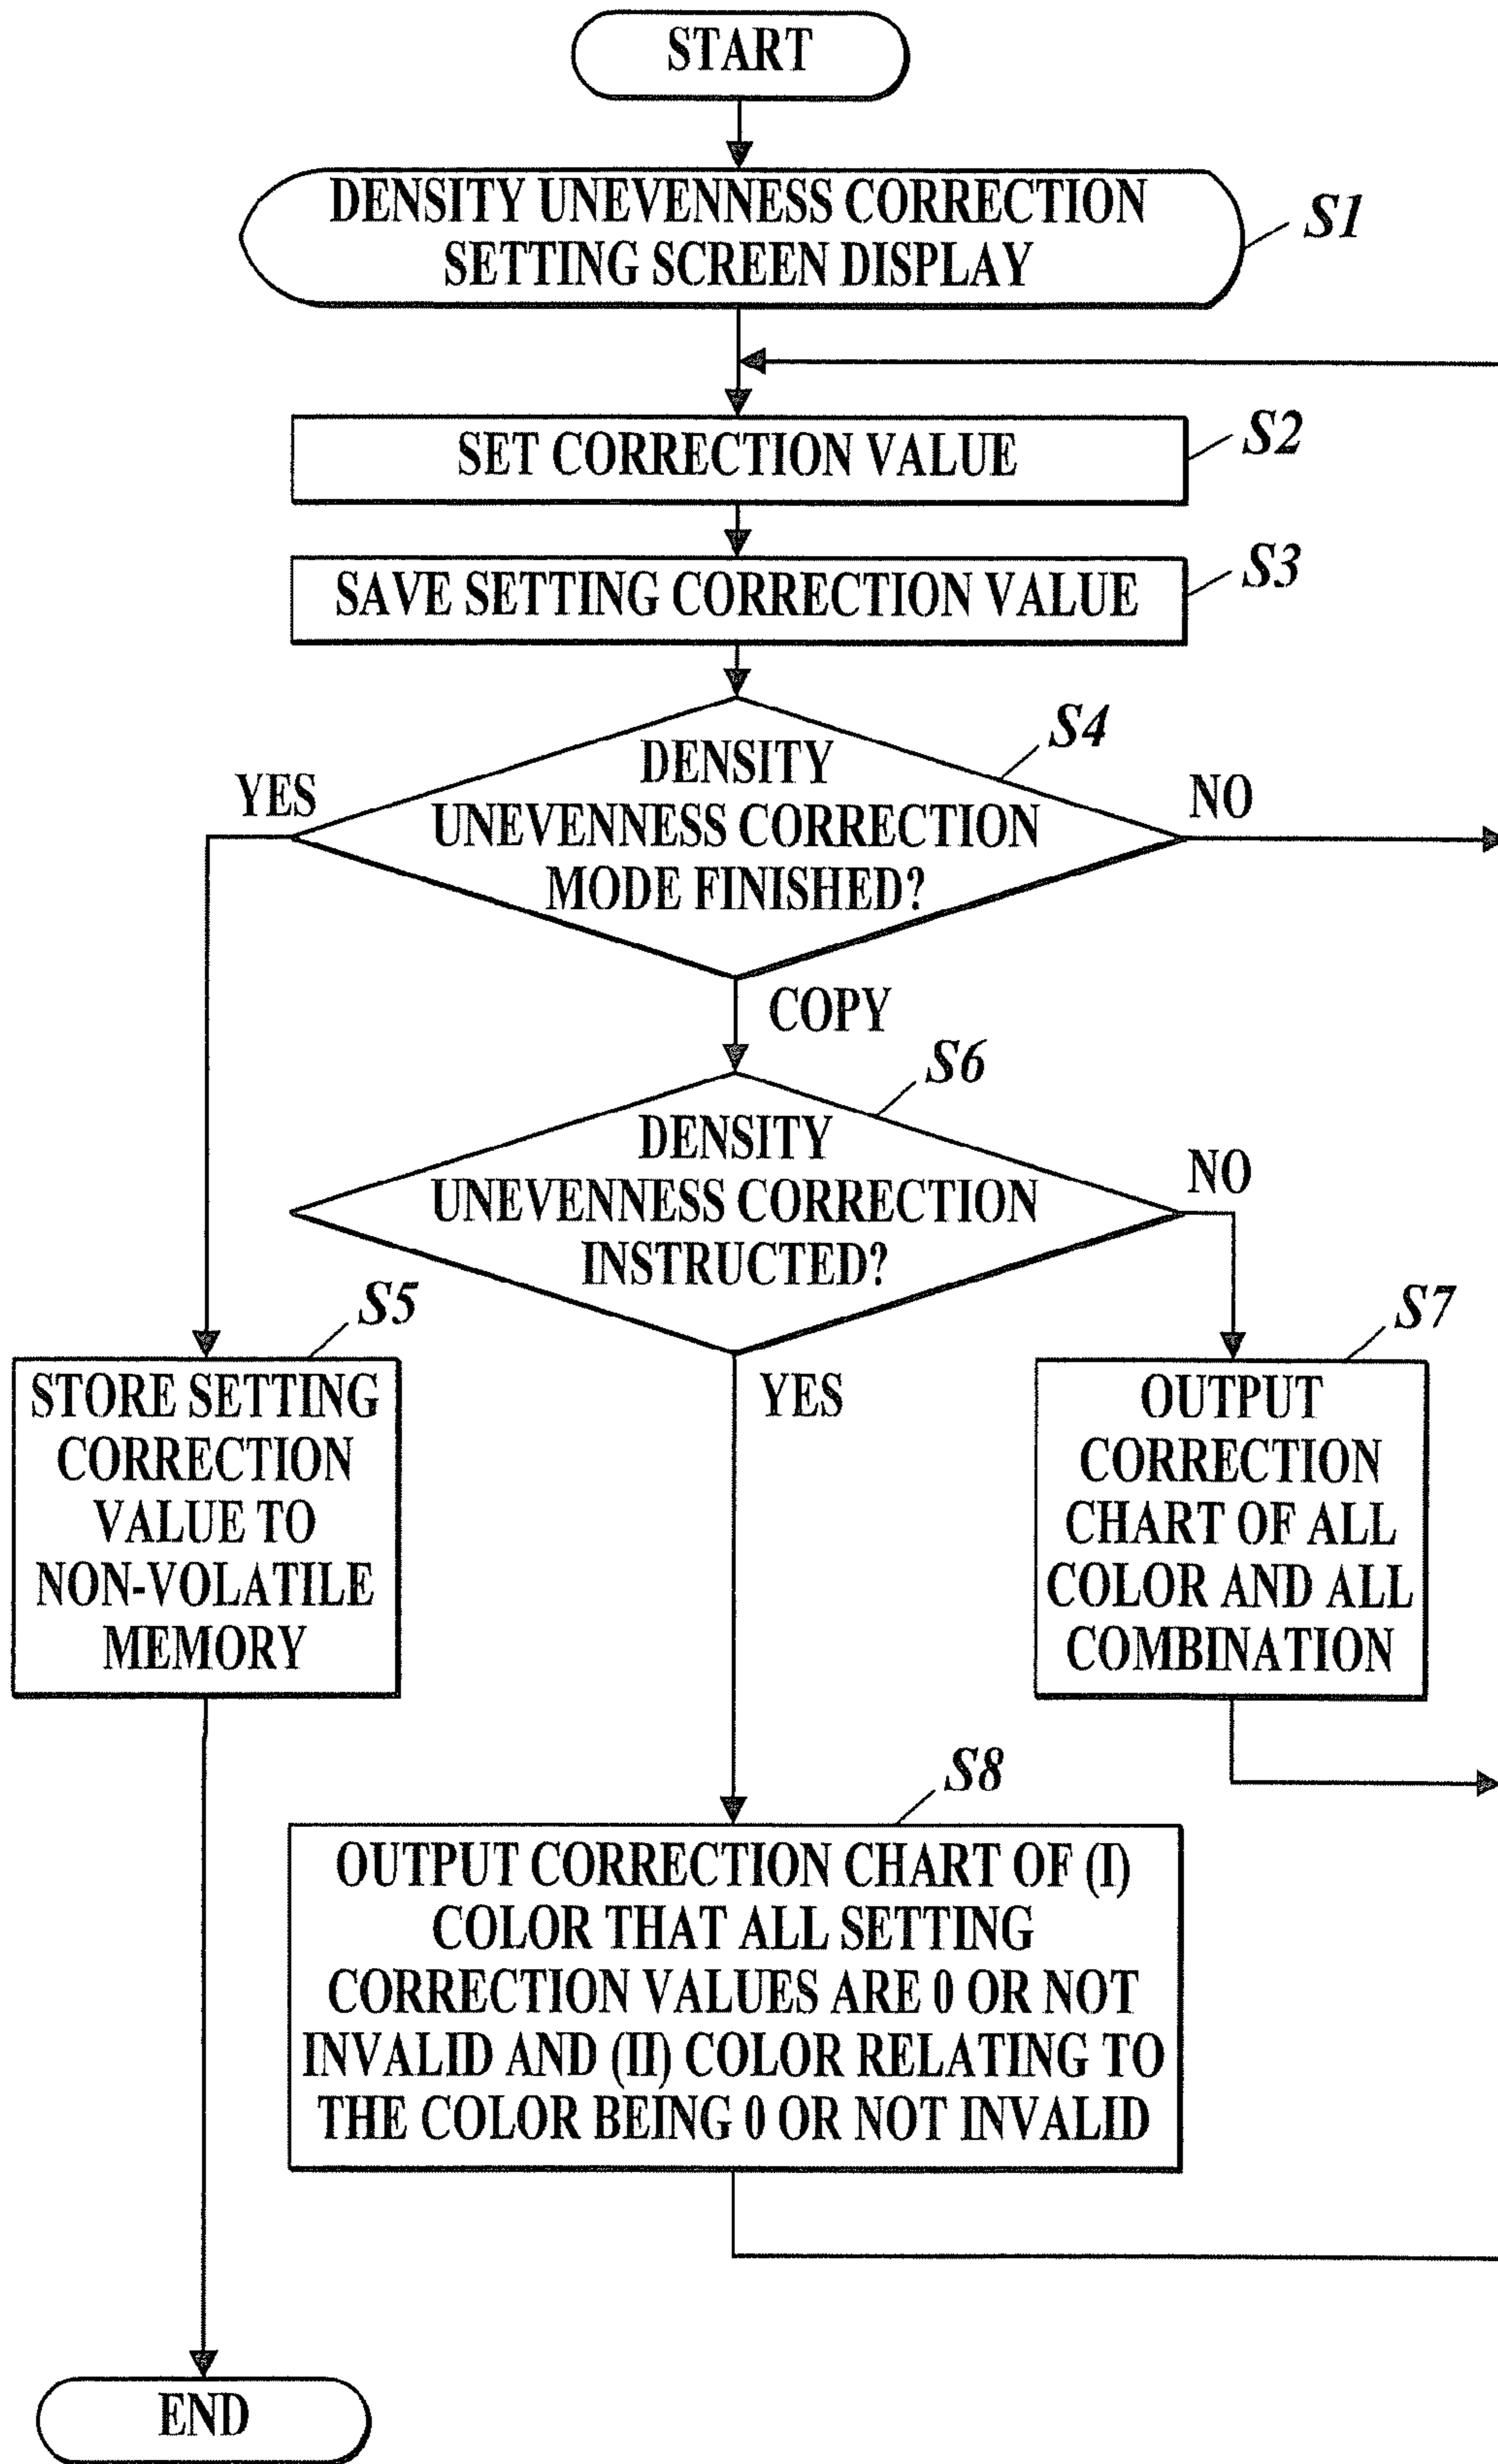 START
DENSITY UNEVENNESS CORRECTION
SETTING SCREEN DISPLAY
S1
SET CORRECTION VALUE
S2
SAVE SETTING CORRECTION VALUE
S3
S4
DENSITY
UNEVENNESS CORRECTION
MODE FINISHED?
YES
NO
COPY
S6
DENSITY
UNEVENNESS CORRECTION
INSTRUCTED?
NO
YES
S5
STORE SETTING
CORRECTION
VALUE TO
NON-VOLATILE
MEMORY
S7
OUTPUT
CORRECTION
CHART OF ALL
COLOR AND ALL
COMBINATION
S8
OUTPUT CORRECTION CHART OF (I)
COLOR THAT ALL SETTING
CORRECTION VALUES ARE 0 OR NOT
INVALID AND (II) COLOR RELATING TO
THE COLOR BEING 0 OR NOT INVALID
END